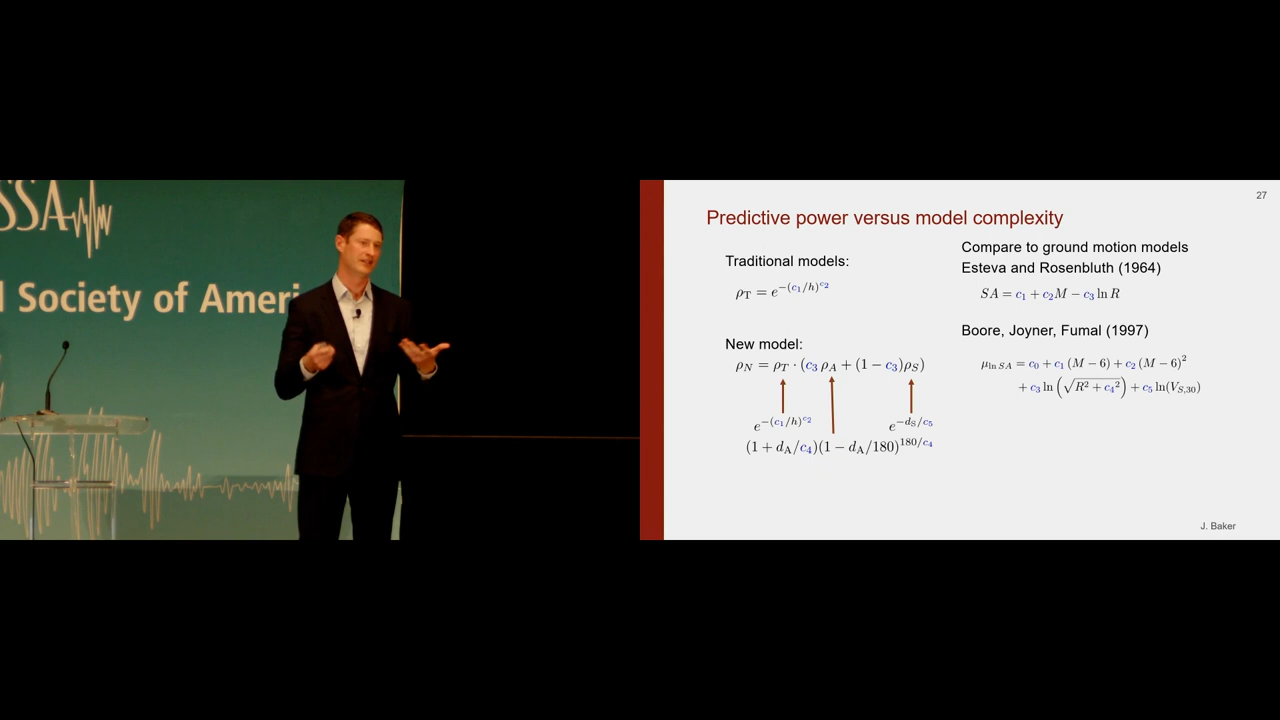 SSA
l Society of Ameri
27
Predictive power versus model complexity
Traditional models:
ρ_T = e^{-(c_1/h)^{c_2}}
New model:
ρ_N = ρ_T · (c_3 ρ_A + (1 − c_3)ρ_S)
e^{-(c_1/h)^{c_2}}
e^{-d_S/c_5}
(1 + d_A/c_4)(1 − d_A/180)^{180/c_4}
Compare to ground motion models
Esteva and Rosenbluth (1964)
SA = c_1 + c_2M − c_3 ln R
Boore, Joyner, Fumal (1997)
μ_{ln SA} = c_0 + c_1 (M − 6) + c_2 (M − 6)^2
+ c_3 ln (√(R^2 + c_4^2)) + c_5 ln(V_{S,30})
J. Baker